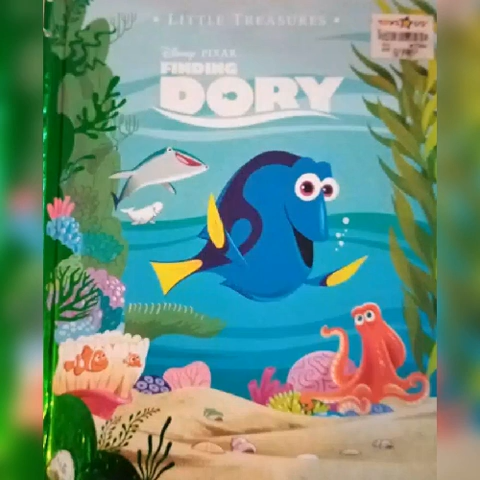 • LITTLE TREASURES •
Disney • PIXAR
FINDING
DORY